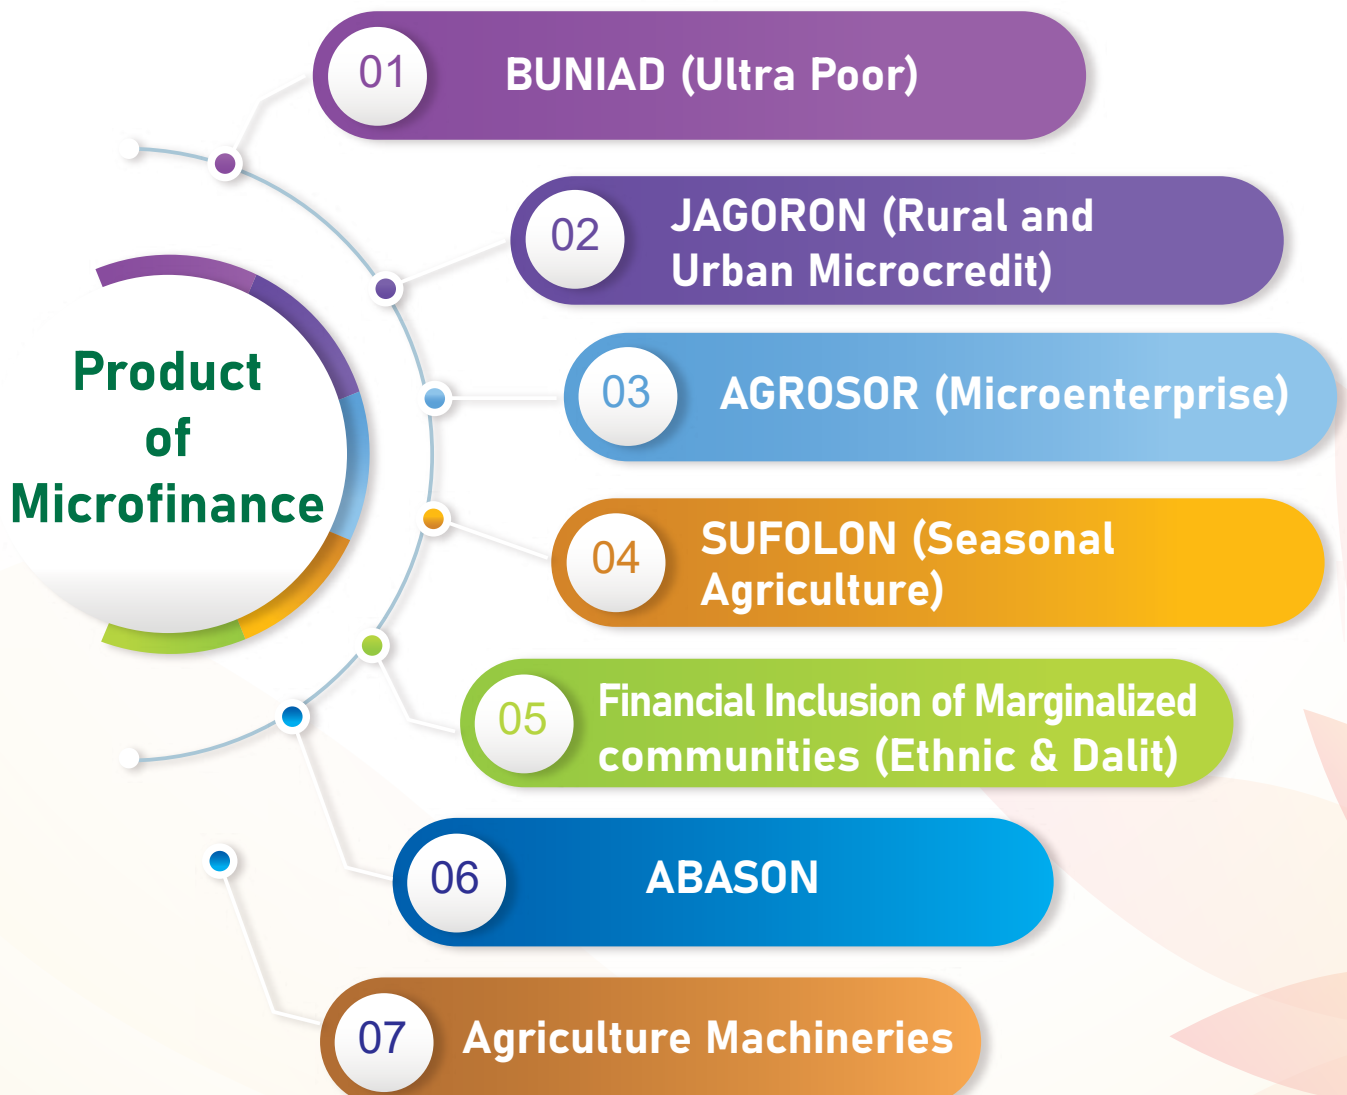 Product
of
Microfinance
01
BUNIAD (Ultra Poor)
02
JAGORON (Rural and
Urban Microcredit)
03
AGROSOR (Microenterprise)
04
SUFOLON (Seasonal
Agriculture)
05
Financial Inclusion of Marginalized
communities (Ethnic & Dalit)
06
ABASON
07
Agriculture Machineries